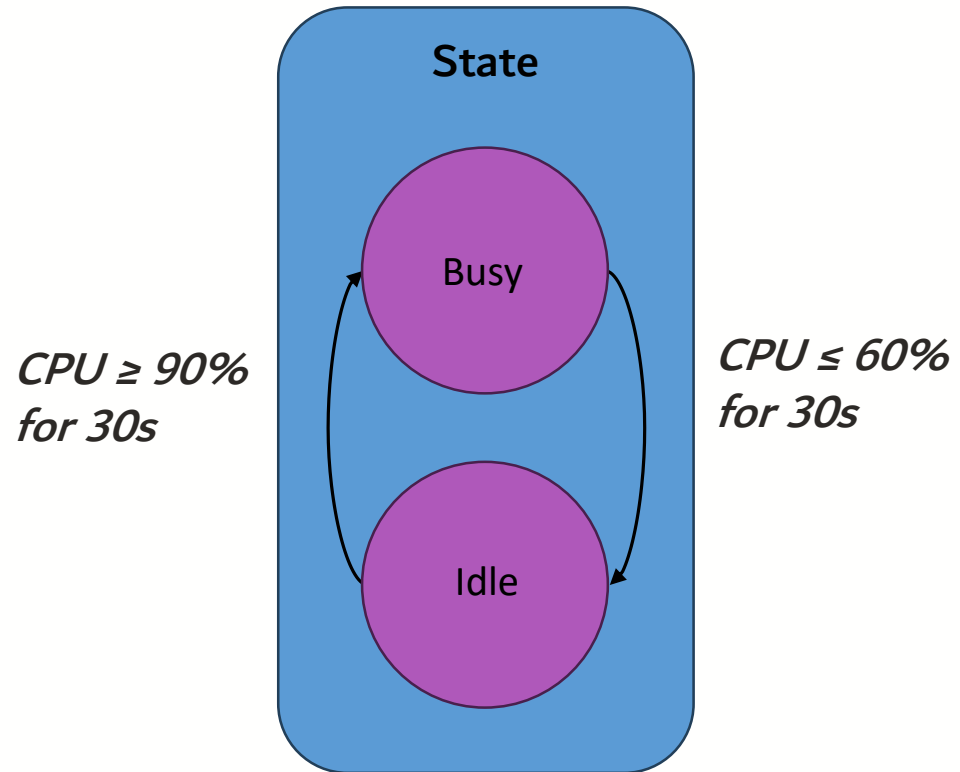 State
Busy
CPU ≥ 90%
for 30s
CPU ≤ 60%
for 30s
Idle